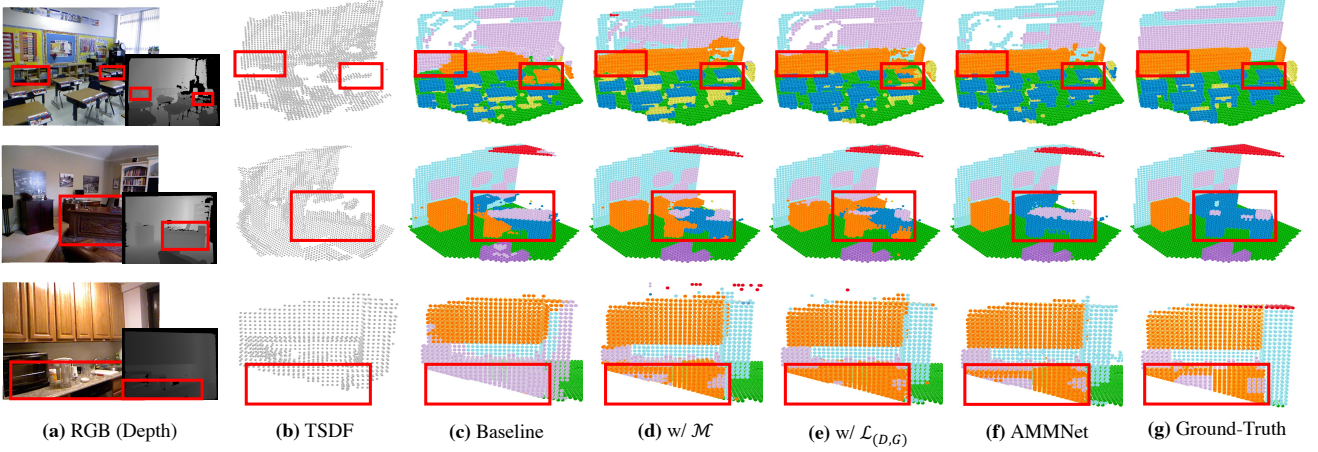 (a) RGB (Depth) (b) TSDF (c) Baseline (d) w/ ℳ (e) w/ ℒ(D,G) (f) AMMNet (g) Ground-Truth